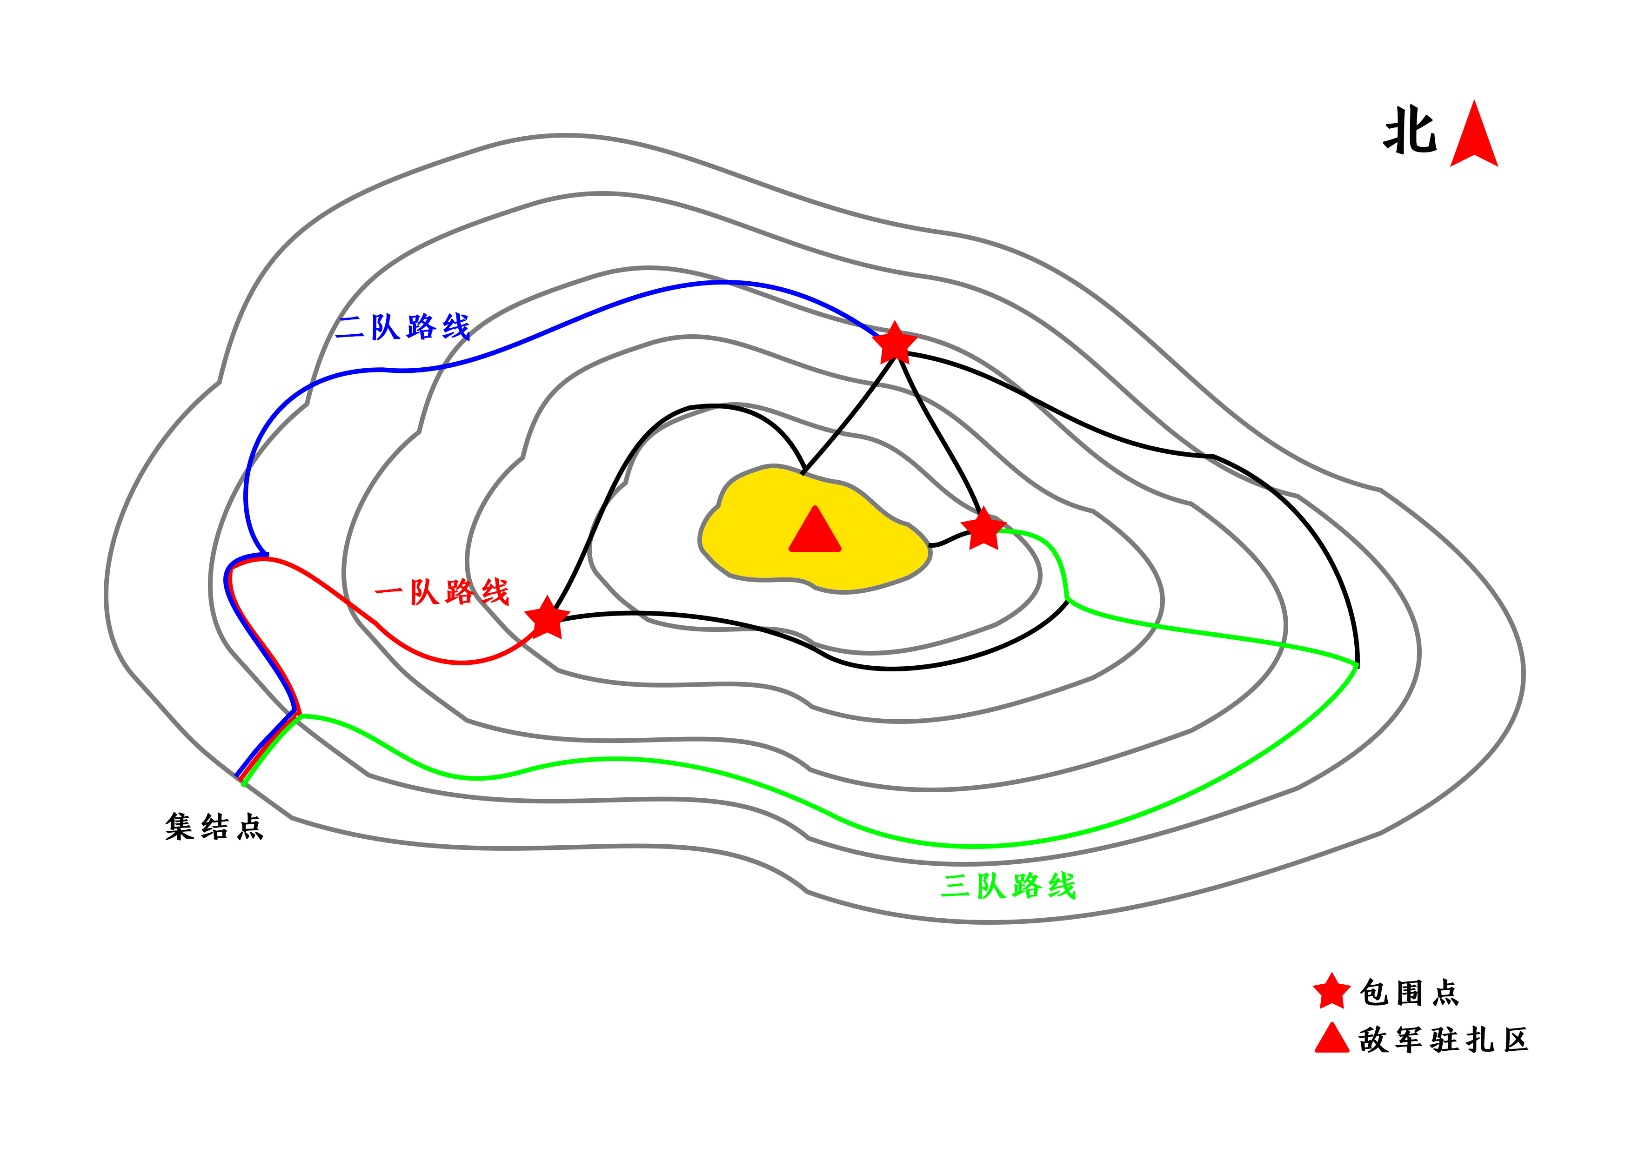 北
二队路线
一队路线
集结点
三队路线
包围点
敌军驻扎区